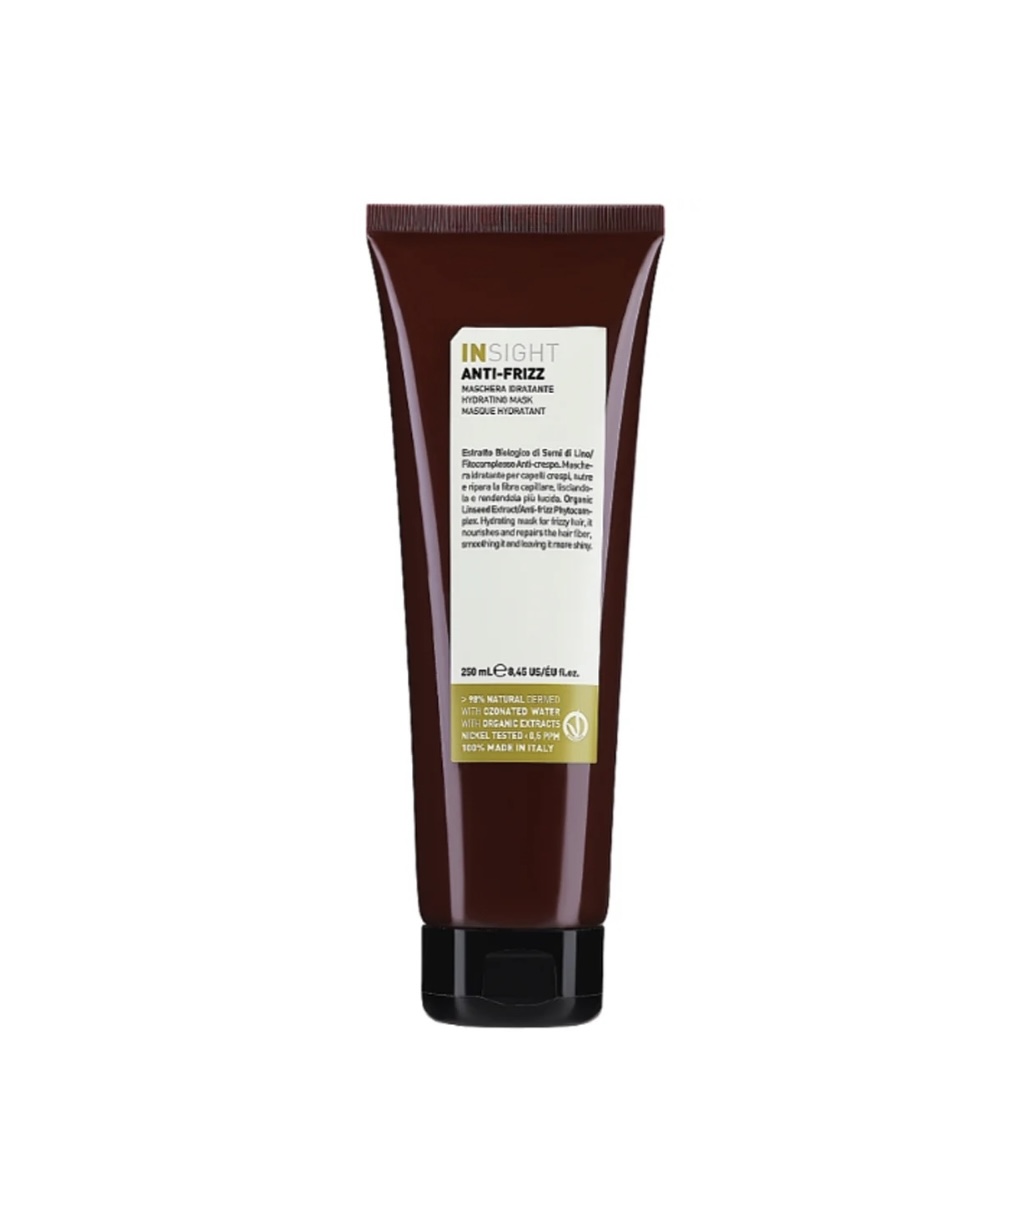 INSIGHT
ANTI-FRIZZ
MASCHERA IDRATANTE
HYDRATING MASK
MASQUE HYDRATANT
Estratto Biologico di Semi di Lino/
Fitocomplesso Anti-crespo. Masche-
ra idratante per capelli crespi, nutre
e ripara la fibra capillare, lisciando-
la e rendendola più lucida. Organic
Linseed Extract/Anti-frizz Phytocom-
plex. Hydrating mask for frizzy hair, it
nourishes and repairs the hair fiber,
smoothing it and leaving it more shiny.
250 mL ℮ 8,45 US/ÉU fl.oz.
> 98% NATURAL DERIVED
WITH OZONATED WATER
WITH ORGANIC EXTRACTS
NICKEL TESTED < 0,5 PPM
100% MADE IN ITALY